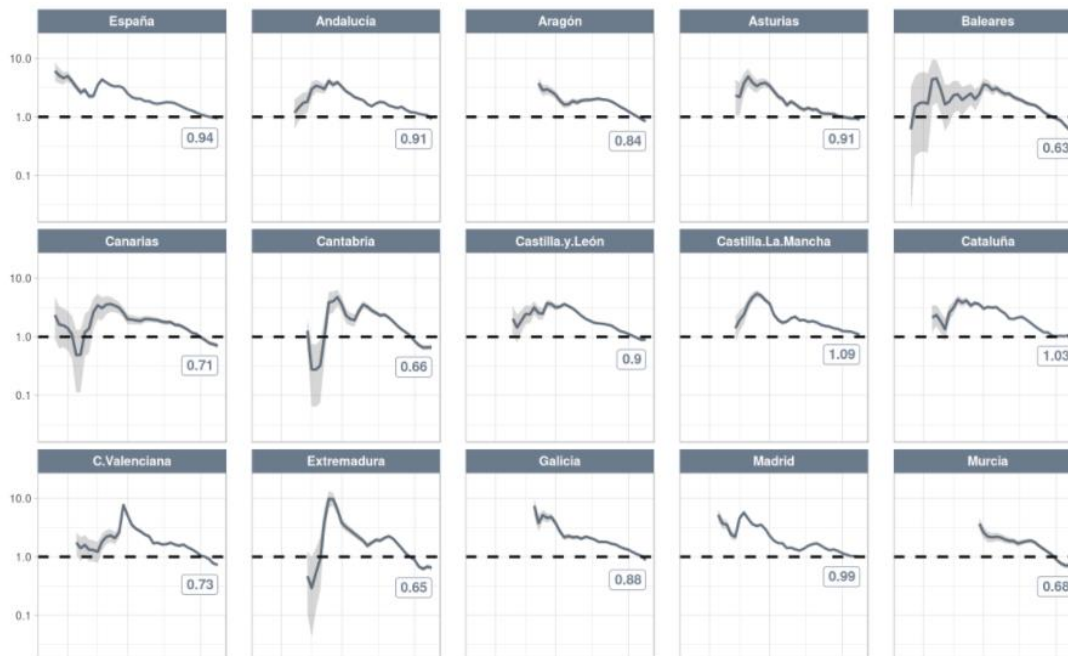 España Andalucía Aragón Asturias Baleares
10.0
1.0
0.94 0.91 0.84 0.91 0.63
0.1
Canarias Cantabria Castilla.y.León Castilla.La.Mancha Cataluña
10.0
1.0
0.71 0.66 0.9 1.09 1.03
0.1
C.Valenciana Extremadura Galicia Madrid Murcia
10.0
1.0
0.73 0.65 0.88 0.99 0.68
0.1